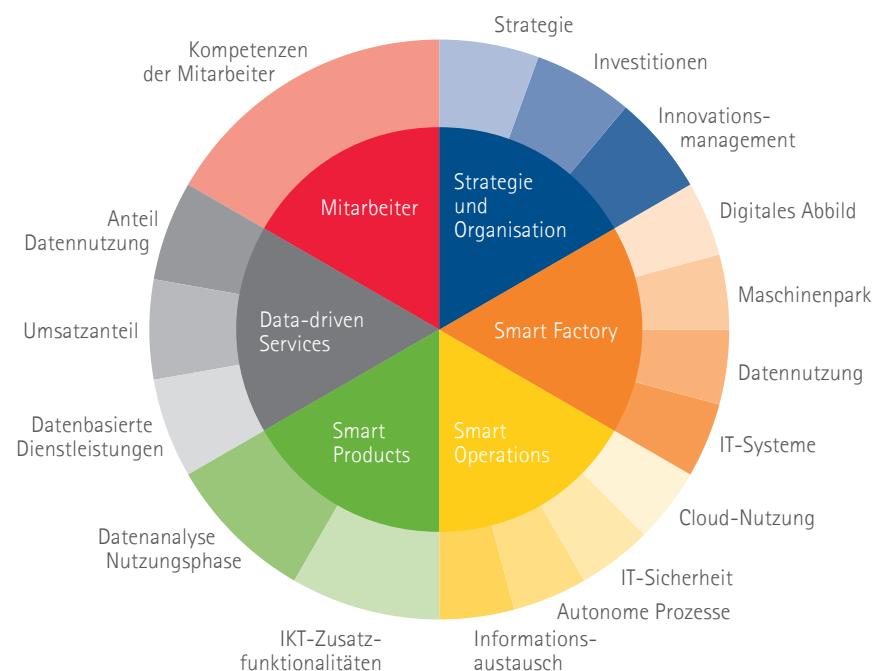 Strategie
Investitionen
Innovations-
management
Digitales Abbild
Maschinenpark
Datennutzung
IT-Systeme
Cloud-Nutzung
IT-Sicherheit
Autonome Prozesse
Informations-
austausch
IKT-Zusatz-
funktionalitäten
Datenanalyse
Nutzungsphase
Datenbasierte
Dienstleistungen
Umsatzanteil
Anteil
Datennutzung
Kompetenzen
der Mitarbeiter
Strategie
und
Organisation
Smart Factory
Smart
Operations
Smart
Products
Data-driven
Services
Mitarbeiter